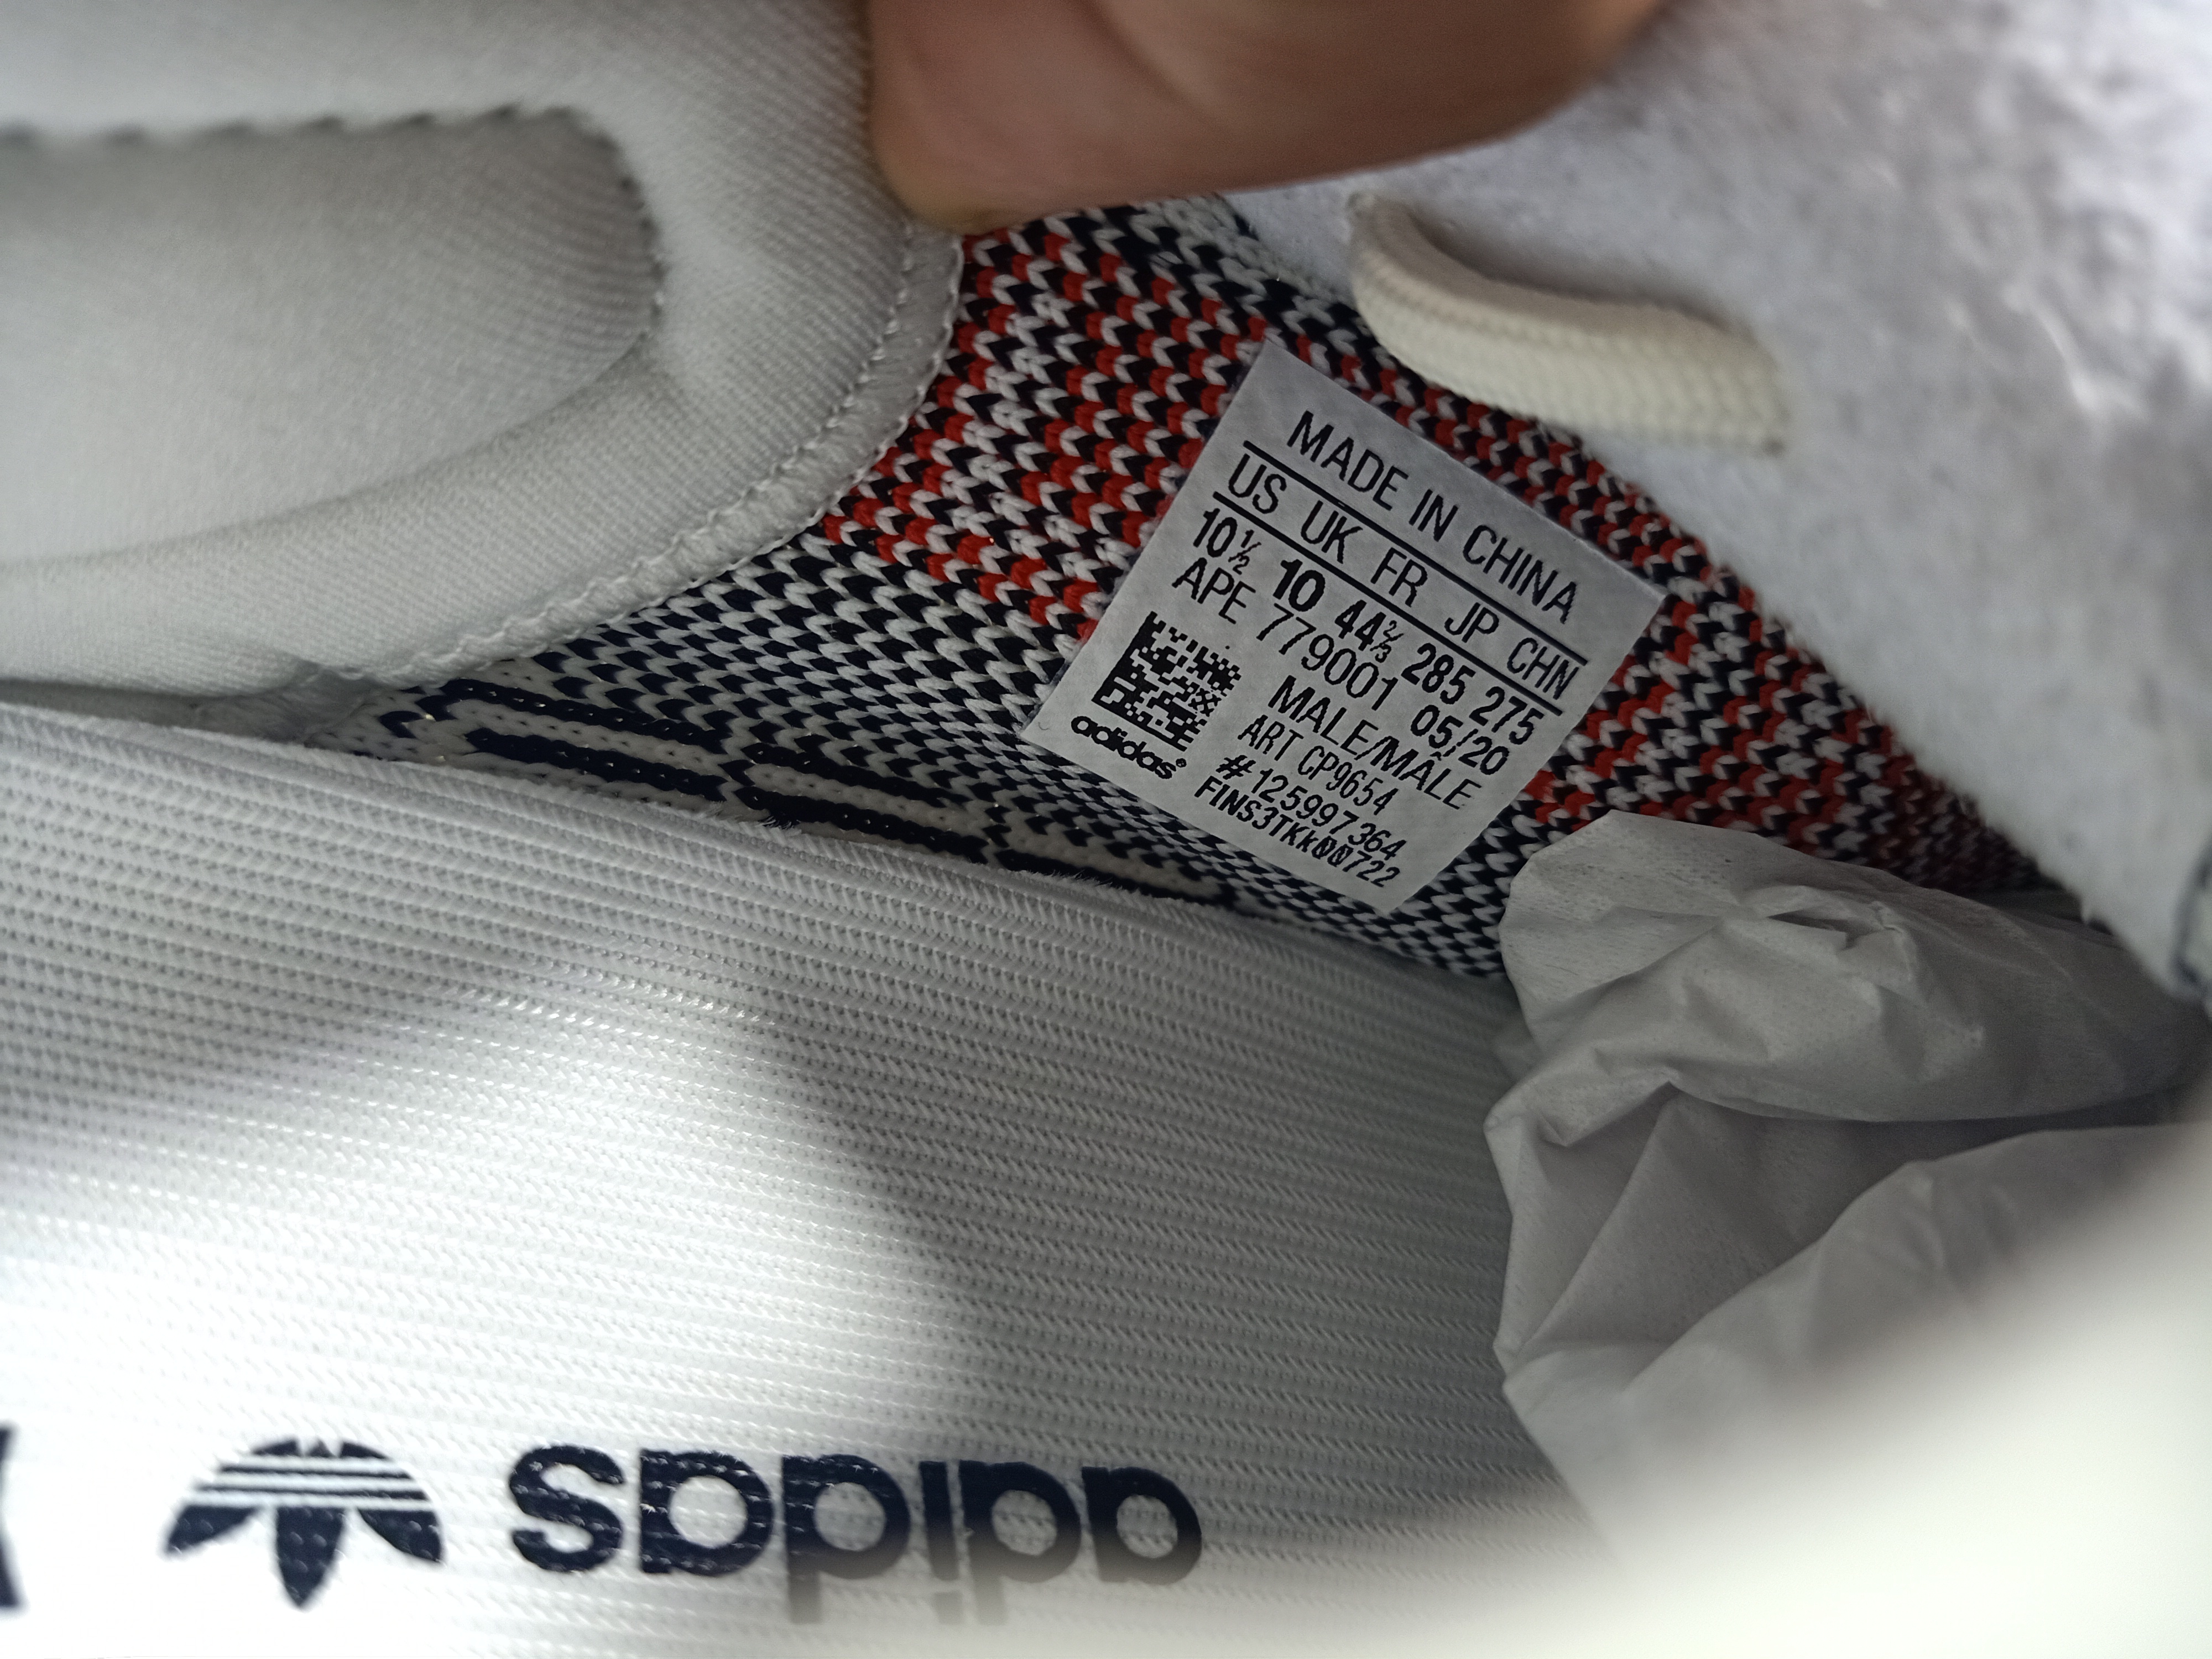 MADE IN CHINA
US UK FR JP CHN
10½ 10 44⅔ 285 275
APE 779001 05/20
MALE/MÂLE
ART CP9654
#125997364
FINS3TKk00722
adidas®
adidas